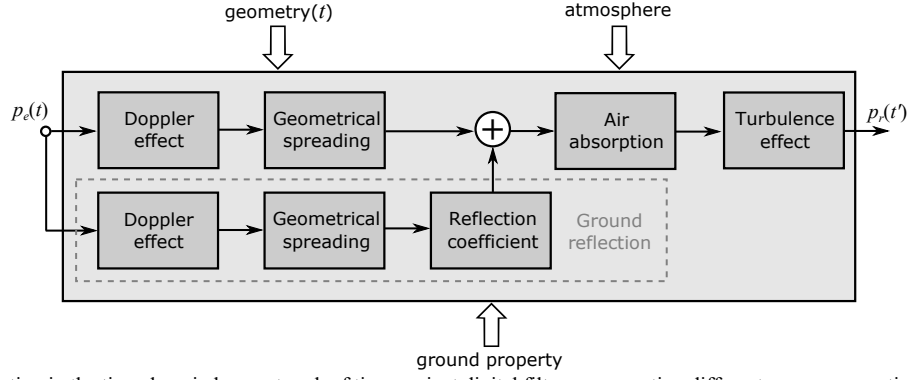 geometry(t)
atmosphere
pₑ(t)
Doppler
effect
Geometrical
spreading
+
Air
absorption
Turbulence
effect
pᵣ(t′)
Doppler
effect
Geometrical
spreading
Reflection
coefficient
Ground
reflection
ground property